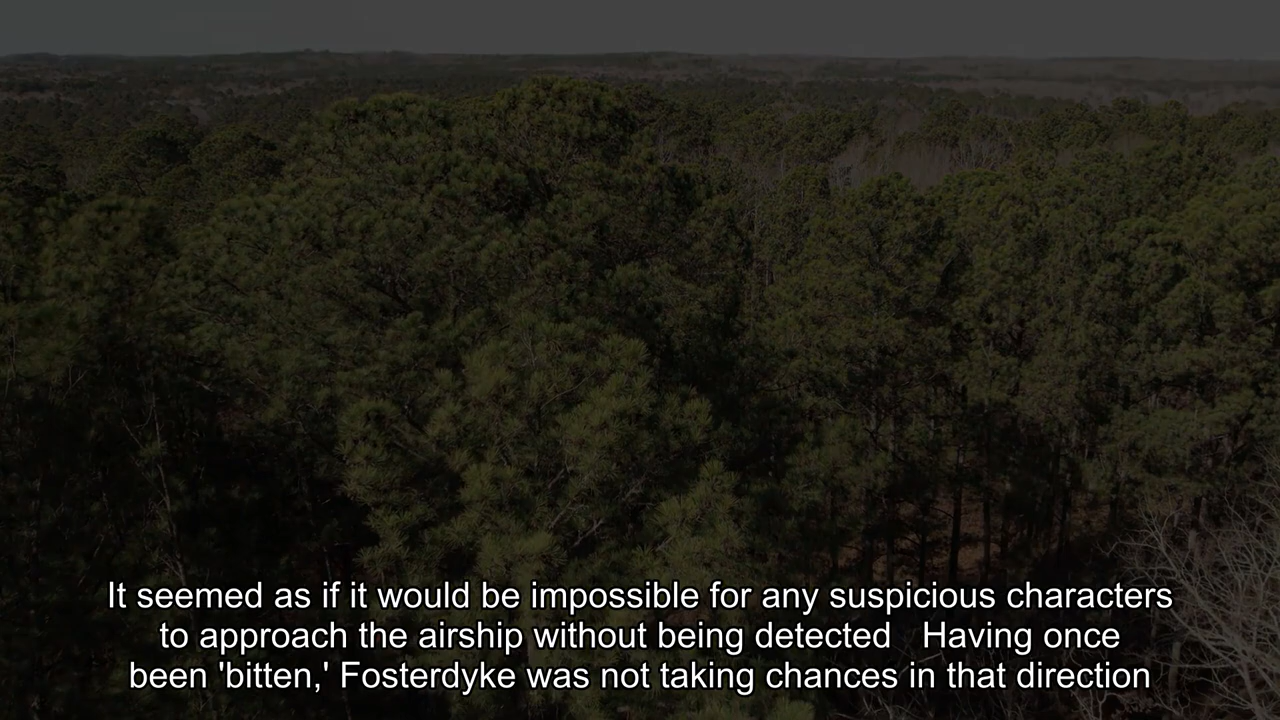 It seemed as if it would be impossible for any suspicious characters
to approach the airship without being detected   Having once
been 'bitten,' Fosterdyke was not taking chances in that direction